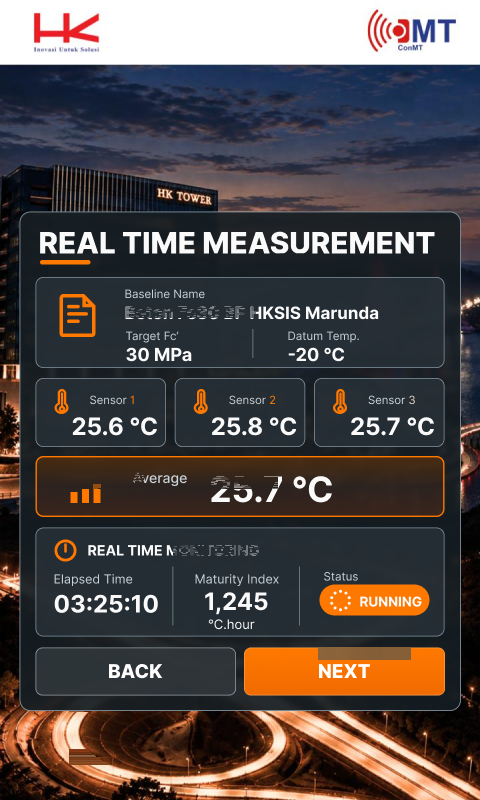 HK
Inovasi Untuk Solusi
MT
ConMT
HK TOWER
REAL TIME MEASUREMENT
Baseline Name
HKSIS Marunda
Target Fc'
30 MPa
Datum Temp.
-20 °C
Sensor 1
25.6 °C
Sensor 2
25.8 °C
Sensor 3
25.7 °C
Average
25.7 °C
REAL TIME MONITORING
Elapsed Time
03:25:10
Maturity Index
1,245
°C.hour
Status
RUNNING
BACK
NEXT